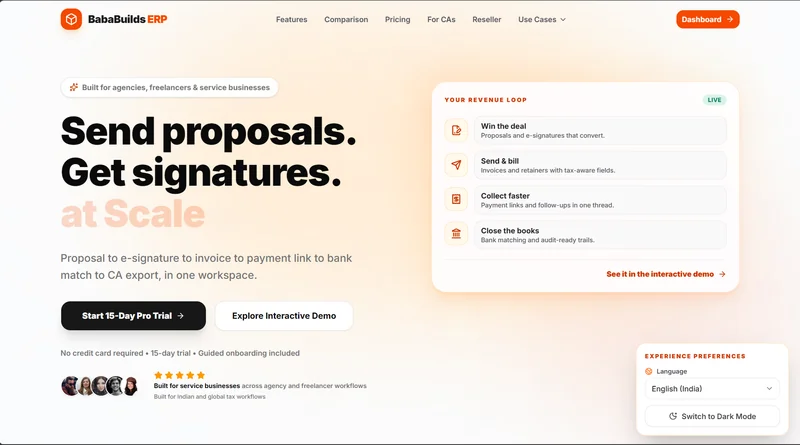 BabaBuilds ERP
Features
Comparison
Pricing
For CAs
Reseller
Use Cases
Dashboard
Built for agencies, freelancers & service businesses
Send proposals.
Get signatures.
at Scale
Proposal to e-signature to invoice to payment link to bank
match to CA export, in one workspace.
Start 15-Day Pro Trial
Explore Interactive Demo
No credit card required • 15-day trial • Guided onboarding included
Built for service businesses across agency and freelancer workflows
Built for Indian and global tax workflows
YOUR REVENUE LOOP
LIVE
Win the deal
Proposals and e-signatures that convert.
Send & bill
Invoices and retainers with tax-aware fields.
Collect faster
Payment links and follow-ups in one thread.
Close the books
Bank matching and audit-ready trails.
See it in the interactive demo
EXPERIENCE PREFERENCES
Language
English (India)
Switch to Dark Mode